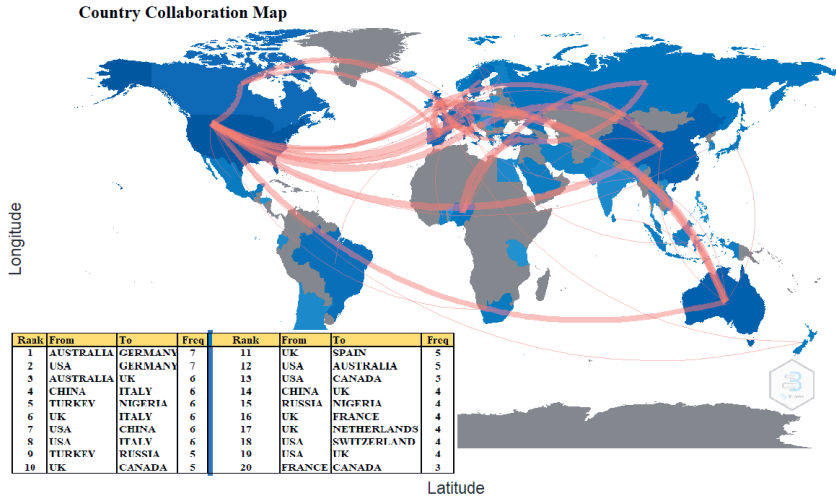 Country Collaboration Map
Longitude
Rank From To Freq Rank From To Freq
1 AUSTRALIA GERMANY 7 11 UK SPAIN 5
2 USA GERMANY 7 12 USA AUSTRALIA 5
3 AUSTRALIA UK 6 13 USA CANADA 5
4 CHINA ITALY 6 14 CHINA UK 4
5 TURKEY NIGERIA 6 15 RUSSIA NIGERIA 4
6 UK ITALY 6 16 UK FRANCE 4
7 USA CHINA 6 17 UK NETHERLANDS 4
8 USA ITALY 6 18 USA SWITZERLAND 4
9 TURKEY RUSSIA 5 19 USA UK 4
10 UK CANADA 5 20 FRANCE CANADA 3
Latitude